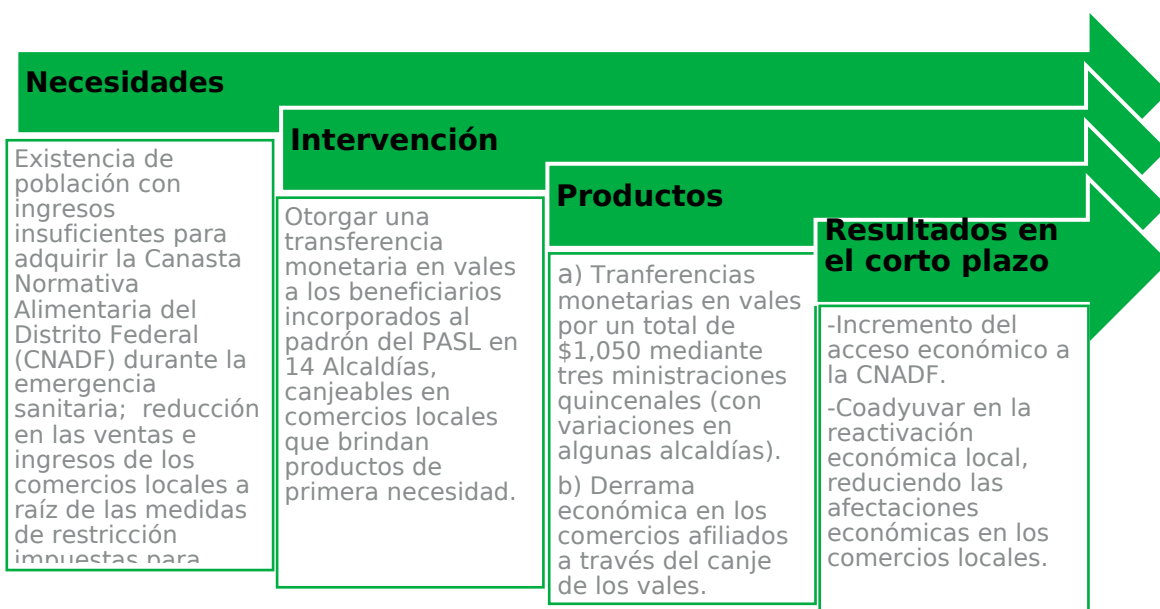 Necesidades
Existencia de
población con
ingresos
insuficientes para
adquirir la Canasta
Normativa
Alimentaria del
Distrito Federal
(CNADF) durante la
emergencia
sanitaria;  reducción
en las ventas e
ingresos de los
comercios locales a
raíz de las medidas
de restricción
impuestas para
Intervención
Otorgar una
transferencia
monetaria en vales
a los beneficiarios
incorporados al
padrón del PASL en
14 Alcaldías,
canjeables en
comercios locales
que brindan
productos de
primera necesidad.
Productos
a) Tranferencias
monetarias en vales
por un total de
$1,050 mediante
tres ministraciones
quincenales (con
variaciones en
algunas alcaldías).
b) Derrama
económica en los
comercios afiliados
a través del canje
de los vales.
Resultados en
el corto plazo
-Incremento del
acceso económico a
la CNADF.
-Coadyuvar en la
reactivación
económica local,
reduciendo las
afectaciones
económicas en los
comercios locales.